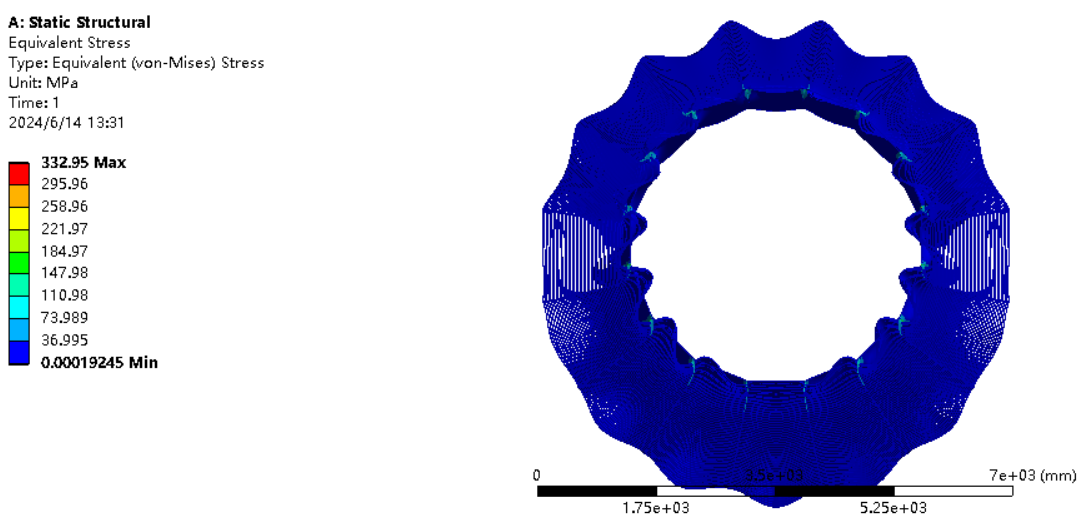 A: Static Structural
Equivalent Stress
Type: Equivalent (von-Mises) Stress
Unit: MPa
Time: 1
2024/6/14 13:31
332.95 Max
295.96
258.96
221.97
184.97
147.98
110.98
73.989
36.995
0.00019245 Min
0 3.5e+03 7e+03 (mm)
1.75e+03 5.25e+03